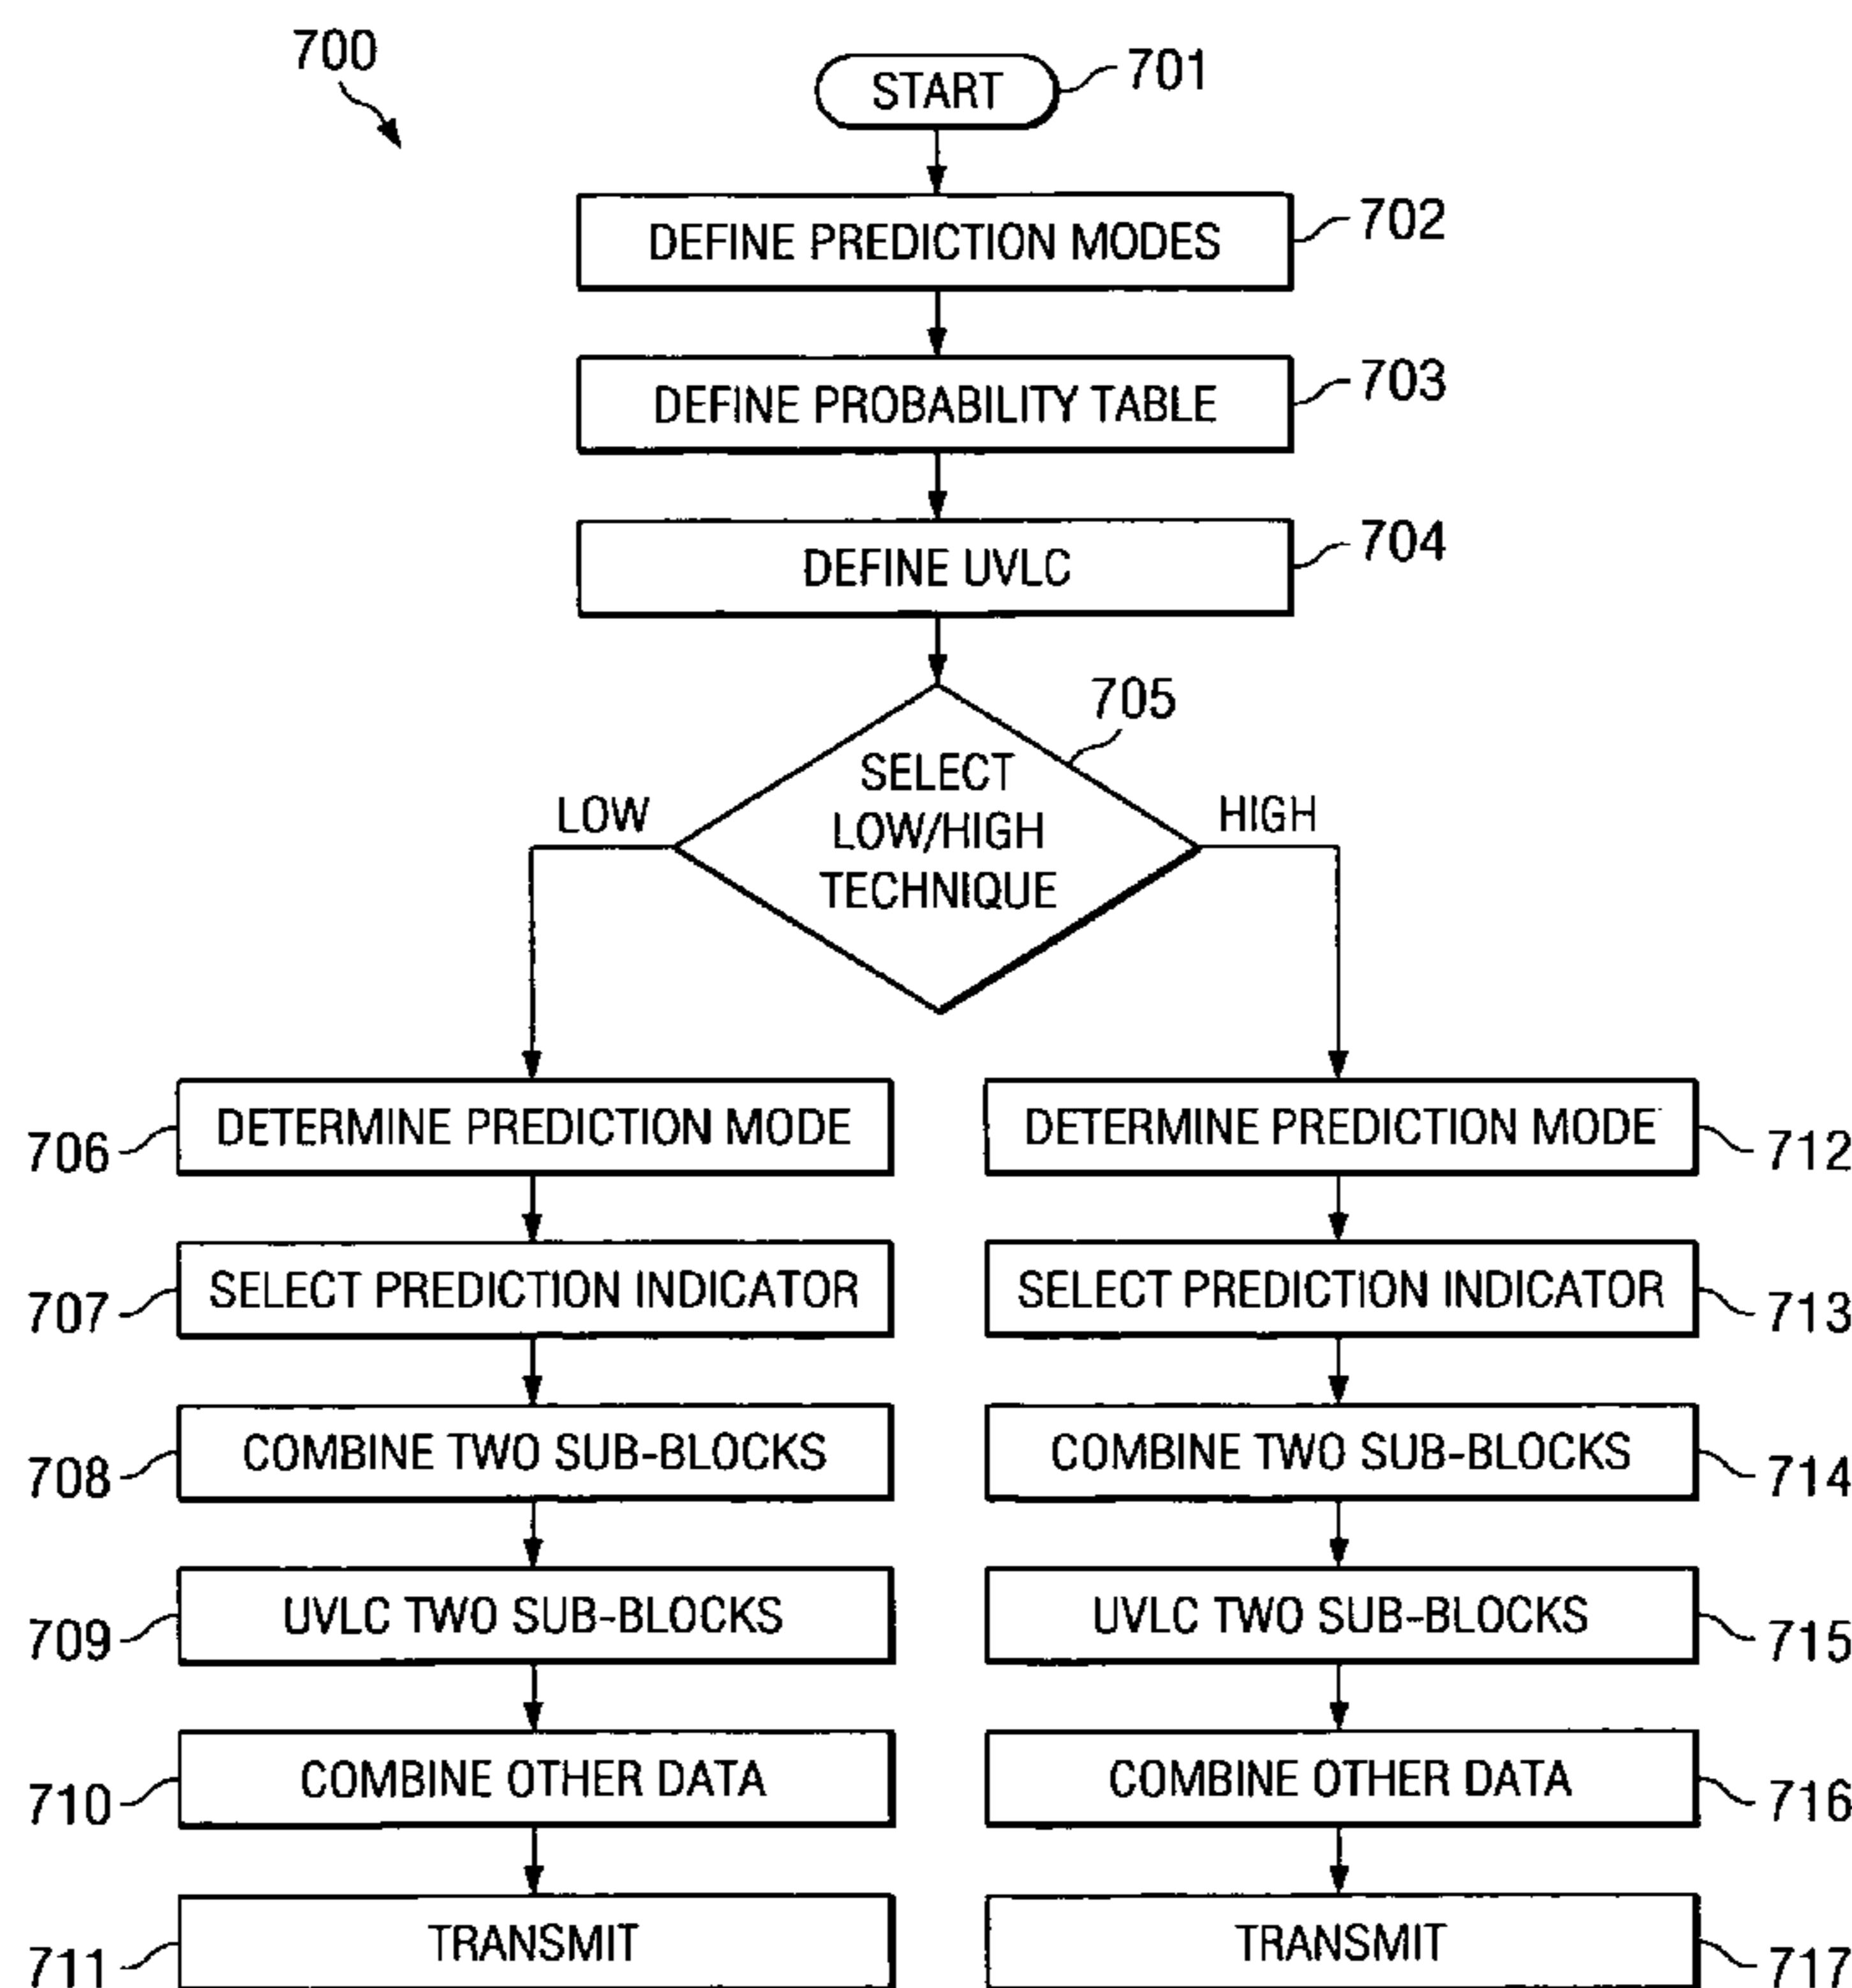 700
START
701
DEFINE PREDICTION MODES
702
DEFINE PROBABILITY TABLE
703
DEFINE UVLC
704
705
SELECT
LOW/HIGH
TECHNIQUE
LOW
HIGH
706
DETERMINE PREDICTION MODE
DETERMINE PREDICTION MODE
712
707
SELECT PREDICTION INDICATOR
SELECT PREDICTION INDICATOR
713
708
COMBINE TWO SUB-BLOCKS
COMBINE TWO SUB-BLOCKS
714
709
UVLC TWO SUB-BLOCKS
UVLC TWO SUB-BLOCKS
715
710
COMBINE OTHER DATA
COMBINE OTHER DATA
716
711
TRANSMIT
TRANSMIT
717